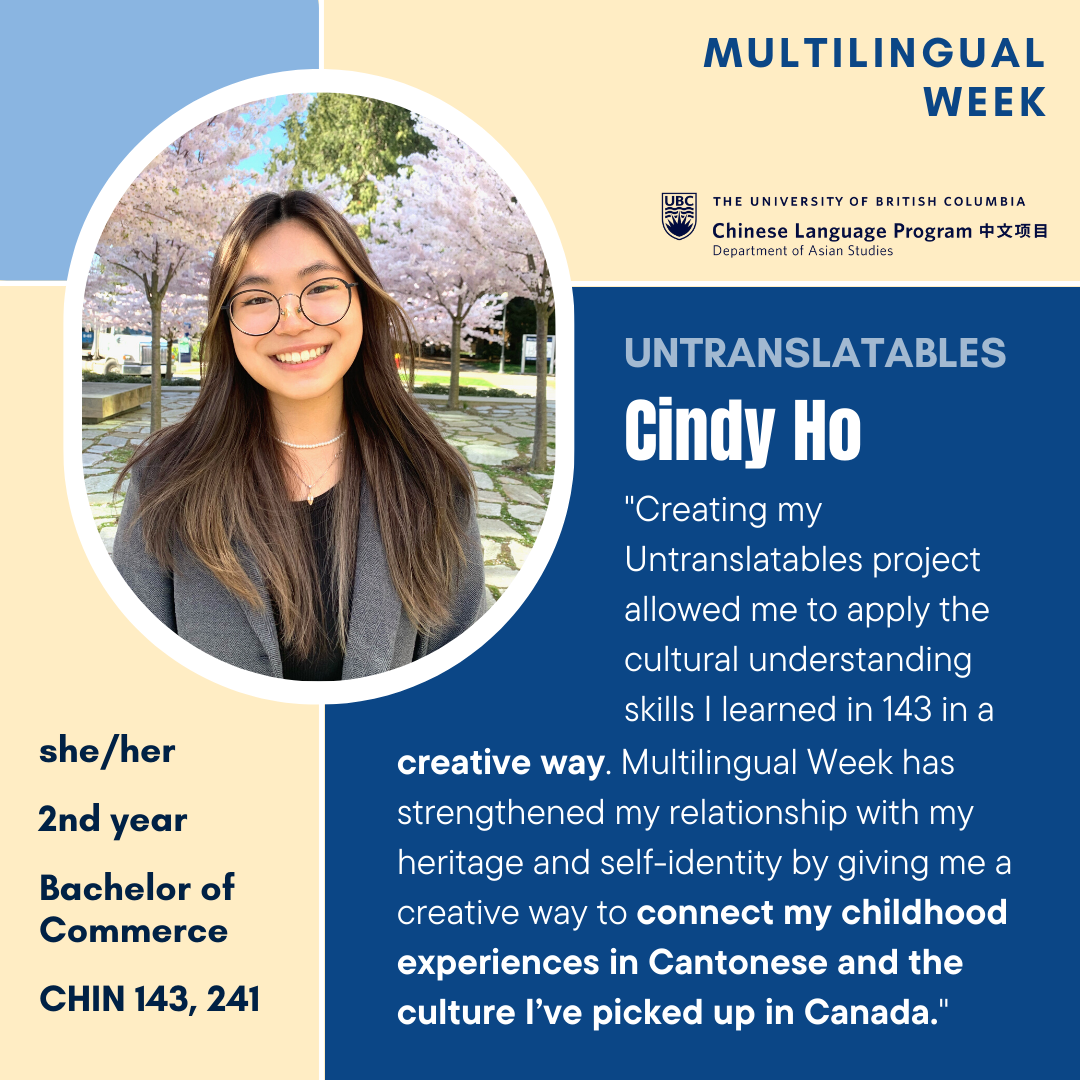 MULTILINGUAL
WEEK
UBC
THE UNIVERSITY OF BRITISH COLUMBIA
Chinese Language Program 中文项目
Department of Asian Studies
UNTRANSLATABLES
Cindy Ho
"Creating my
Untranslatables project
allowed me to apply the
cultural understanding
skills I learned in 143 in a
creative way. Multilingual Week has
strengthened my relationship with my
heritage and self-identity by giving me a
creative way to connect my childhood
experiences in Cantonese and the
culture I've picked up in Canada."
she/her
2nd year
Bachelor of
Commerce
CHIN 143, 241